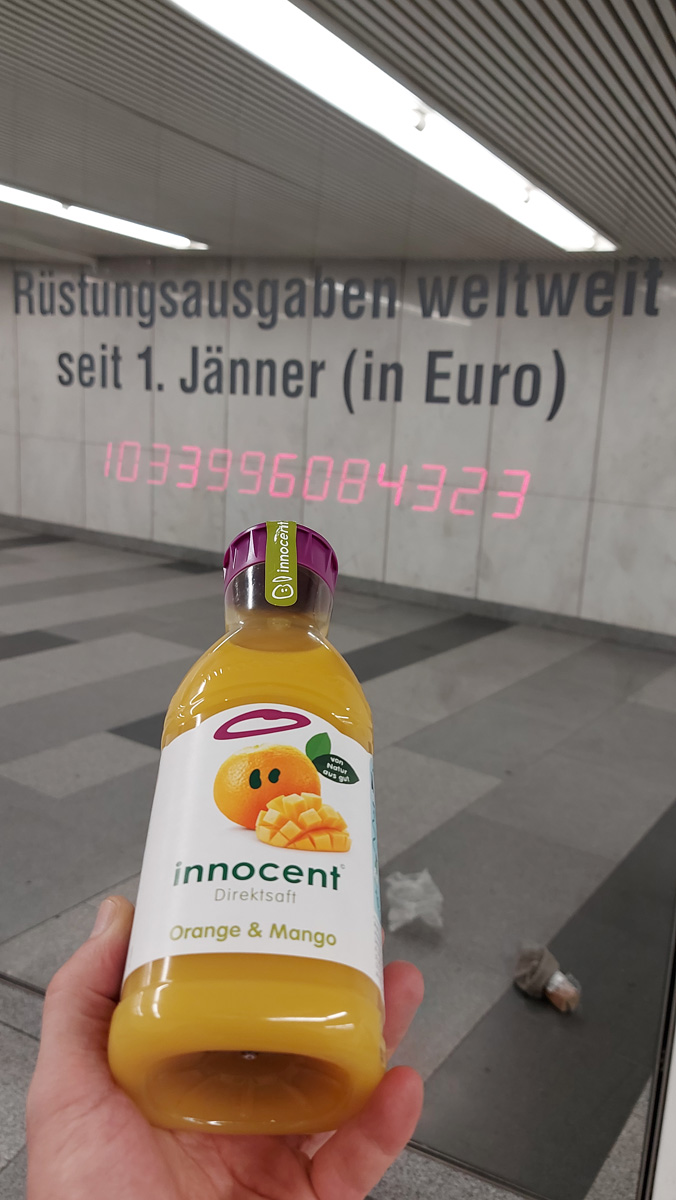 Rüstungsausgaben weltweit
seit 1. Jänner (in Euro)
1033996084323
innocent
von
Natur
aus gut
innocent
Direktsaft
Orange & Mango